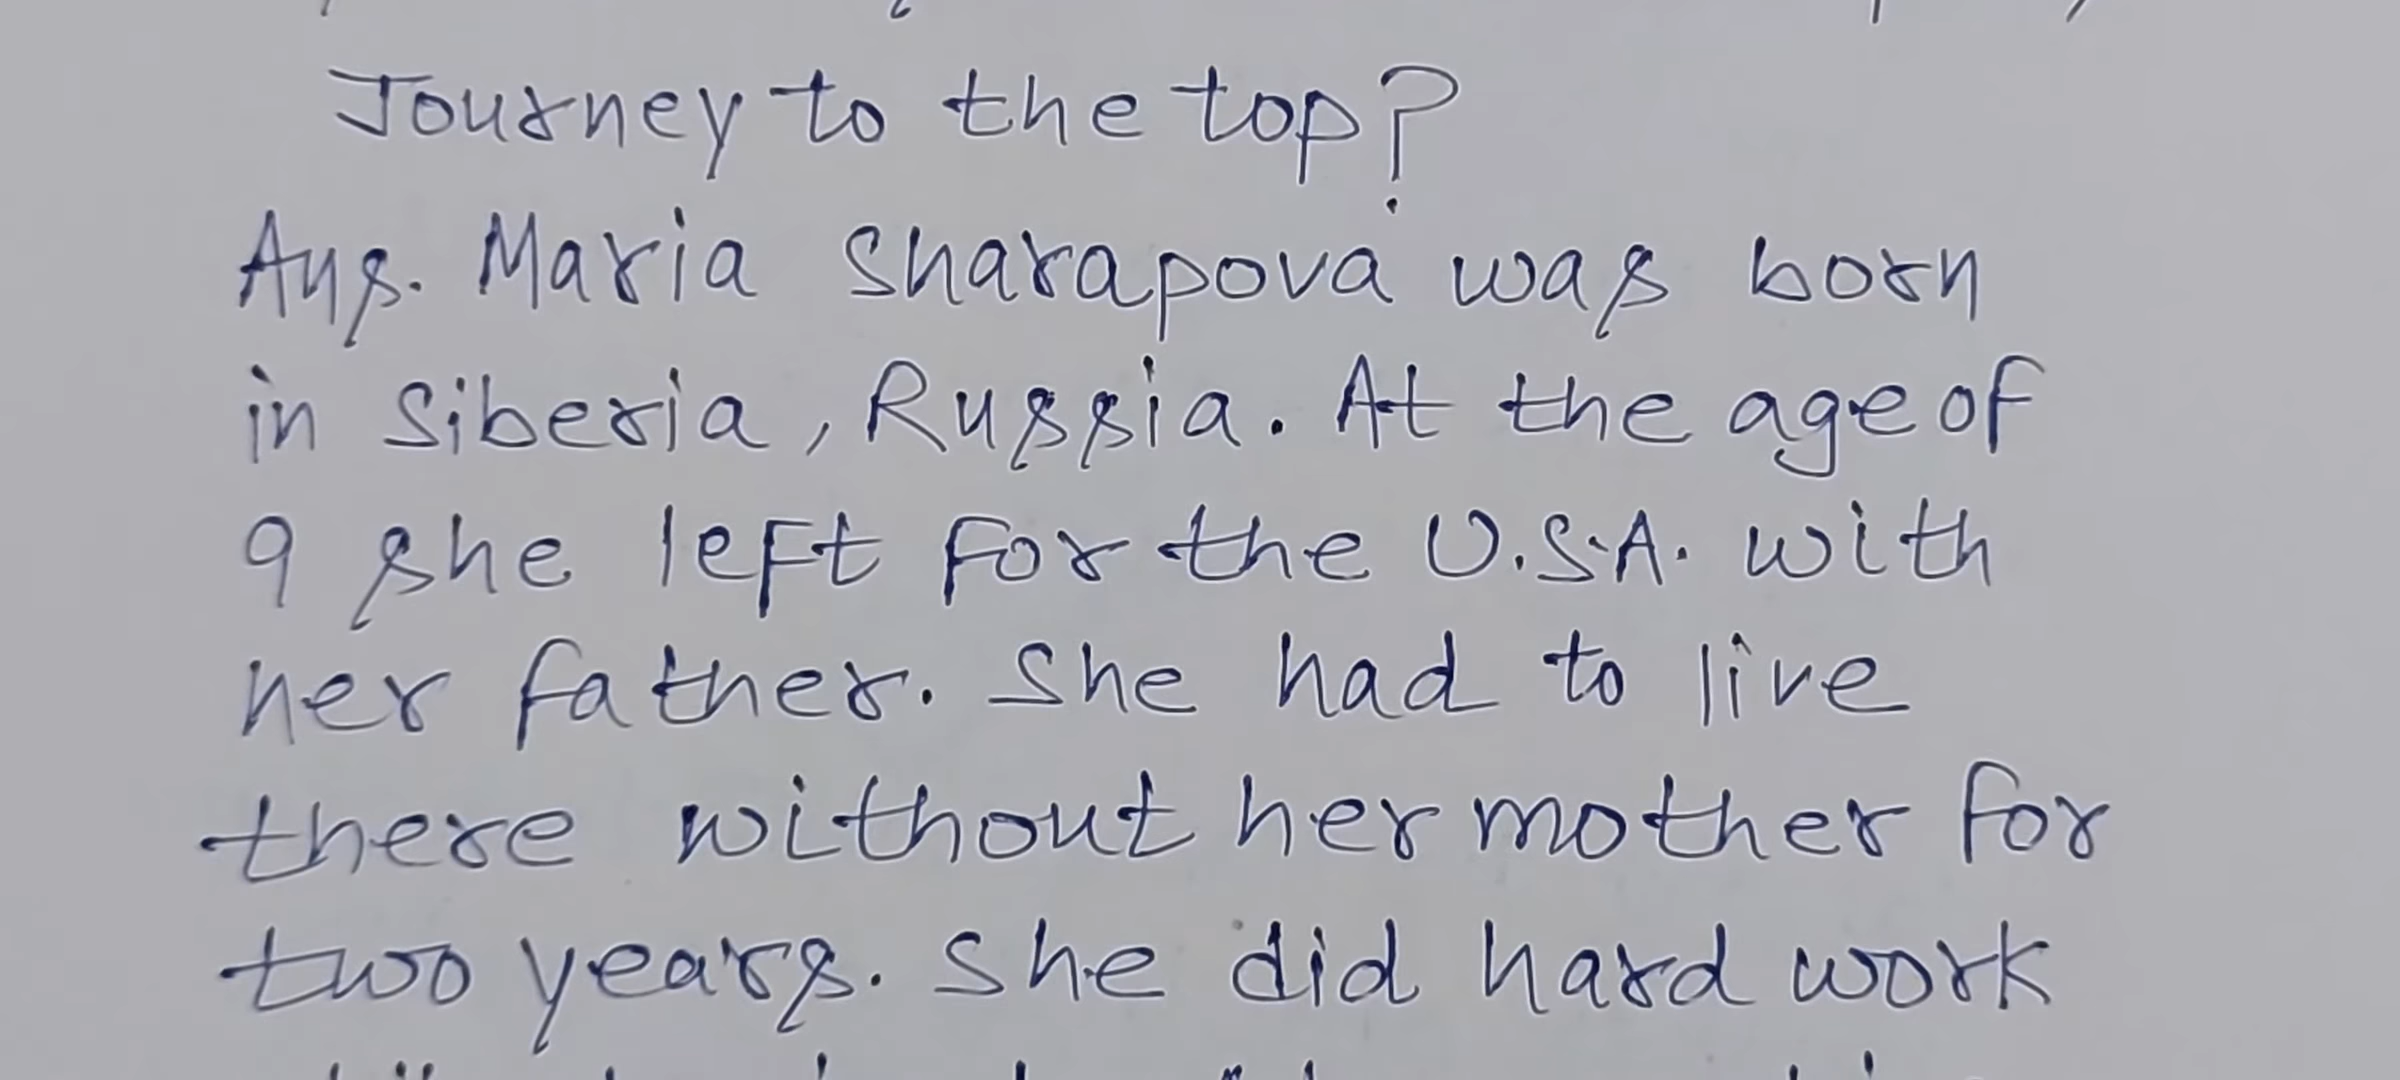 Journey to the top?
Ans. Maria Sharapova was born
in Siberia, Russia. At the age of
9 she left for the U.S.A. with
her father. She had to live
there without her mother for
two years. She did hard work